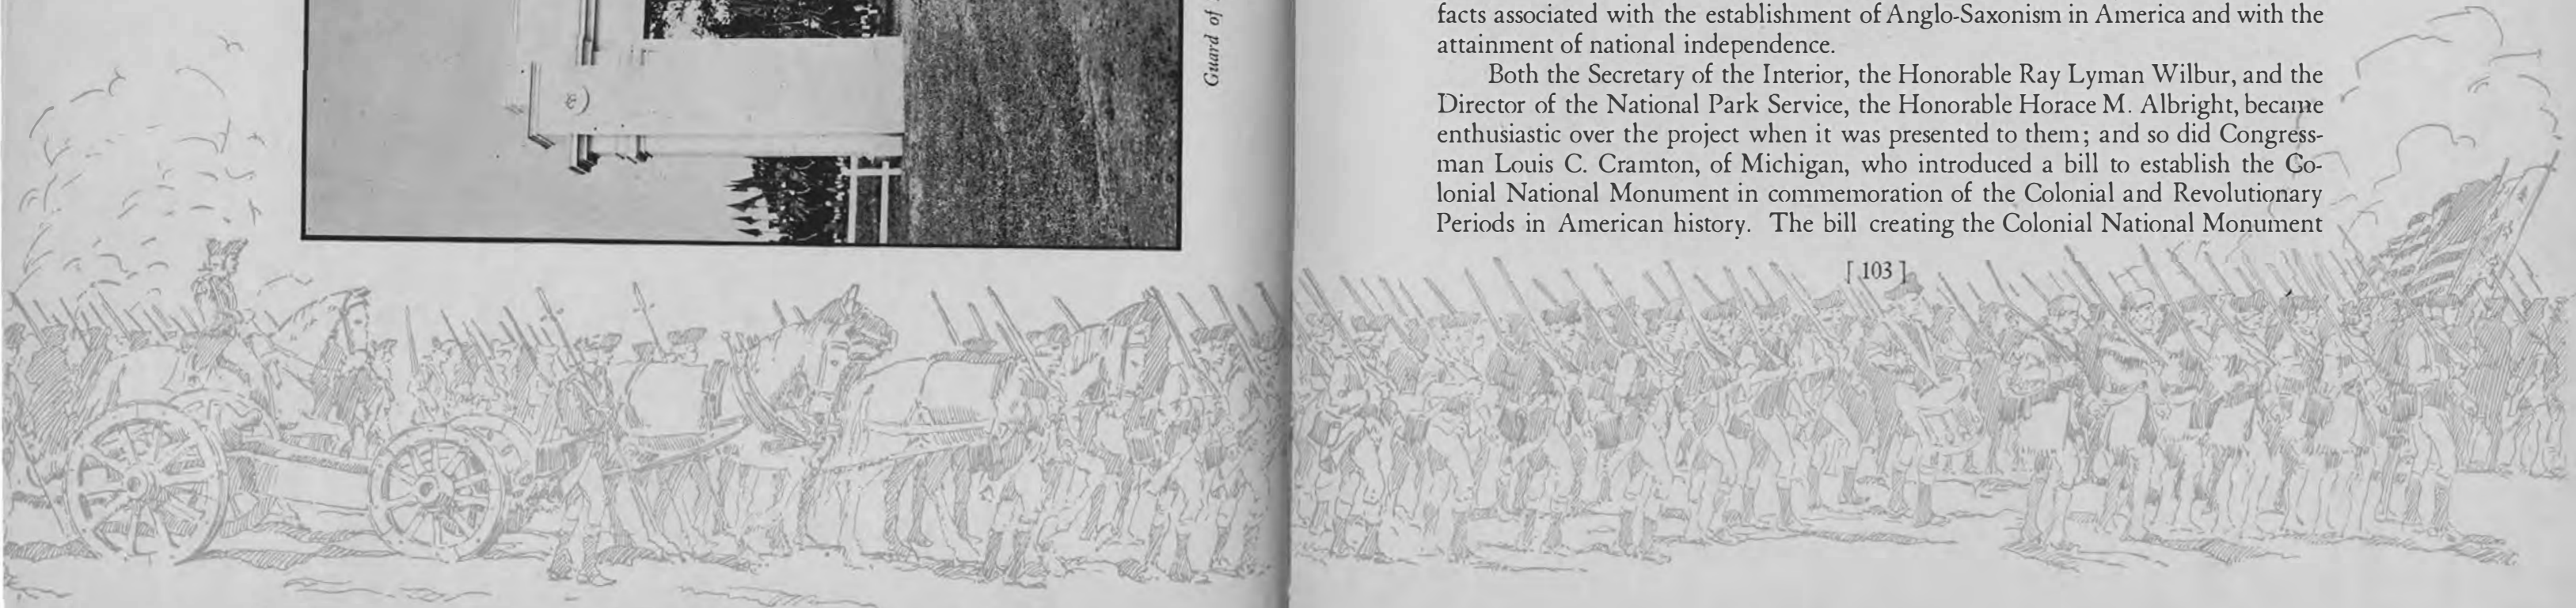 Guard of
facts associated with the establishment of Anglo-Saxonism in America and with the
attainment of national independence.
Both the Secretary of the Interior, the Honorable Ray Lyman Wilbur, and the
Director of the National Park Service, the Honorable Horace M. Albright, became
enthusiastic over the project when it was presented to them; and so did Congress-
man Louis C. Cramton, of Michigan, who introduced a bill to establish the Co-
lonial National Monument in commemoration of the Colonial and Revolutionary
Periods in American history. The bill creating the Colonial National Monument
[ 103 ]